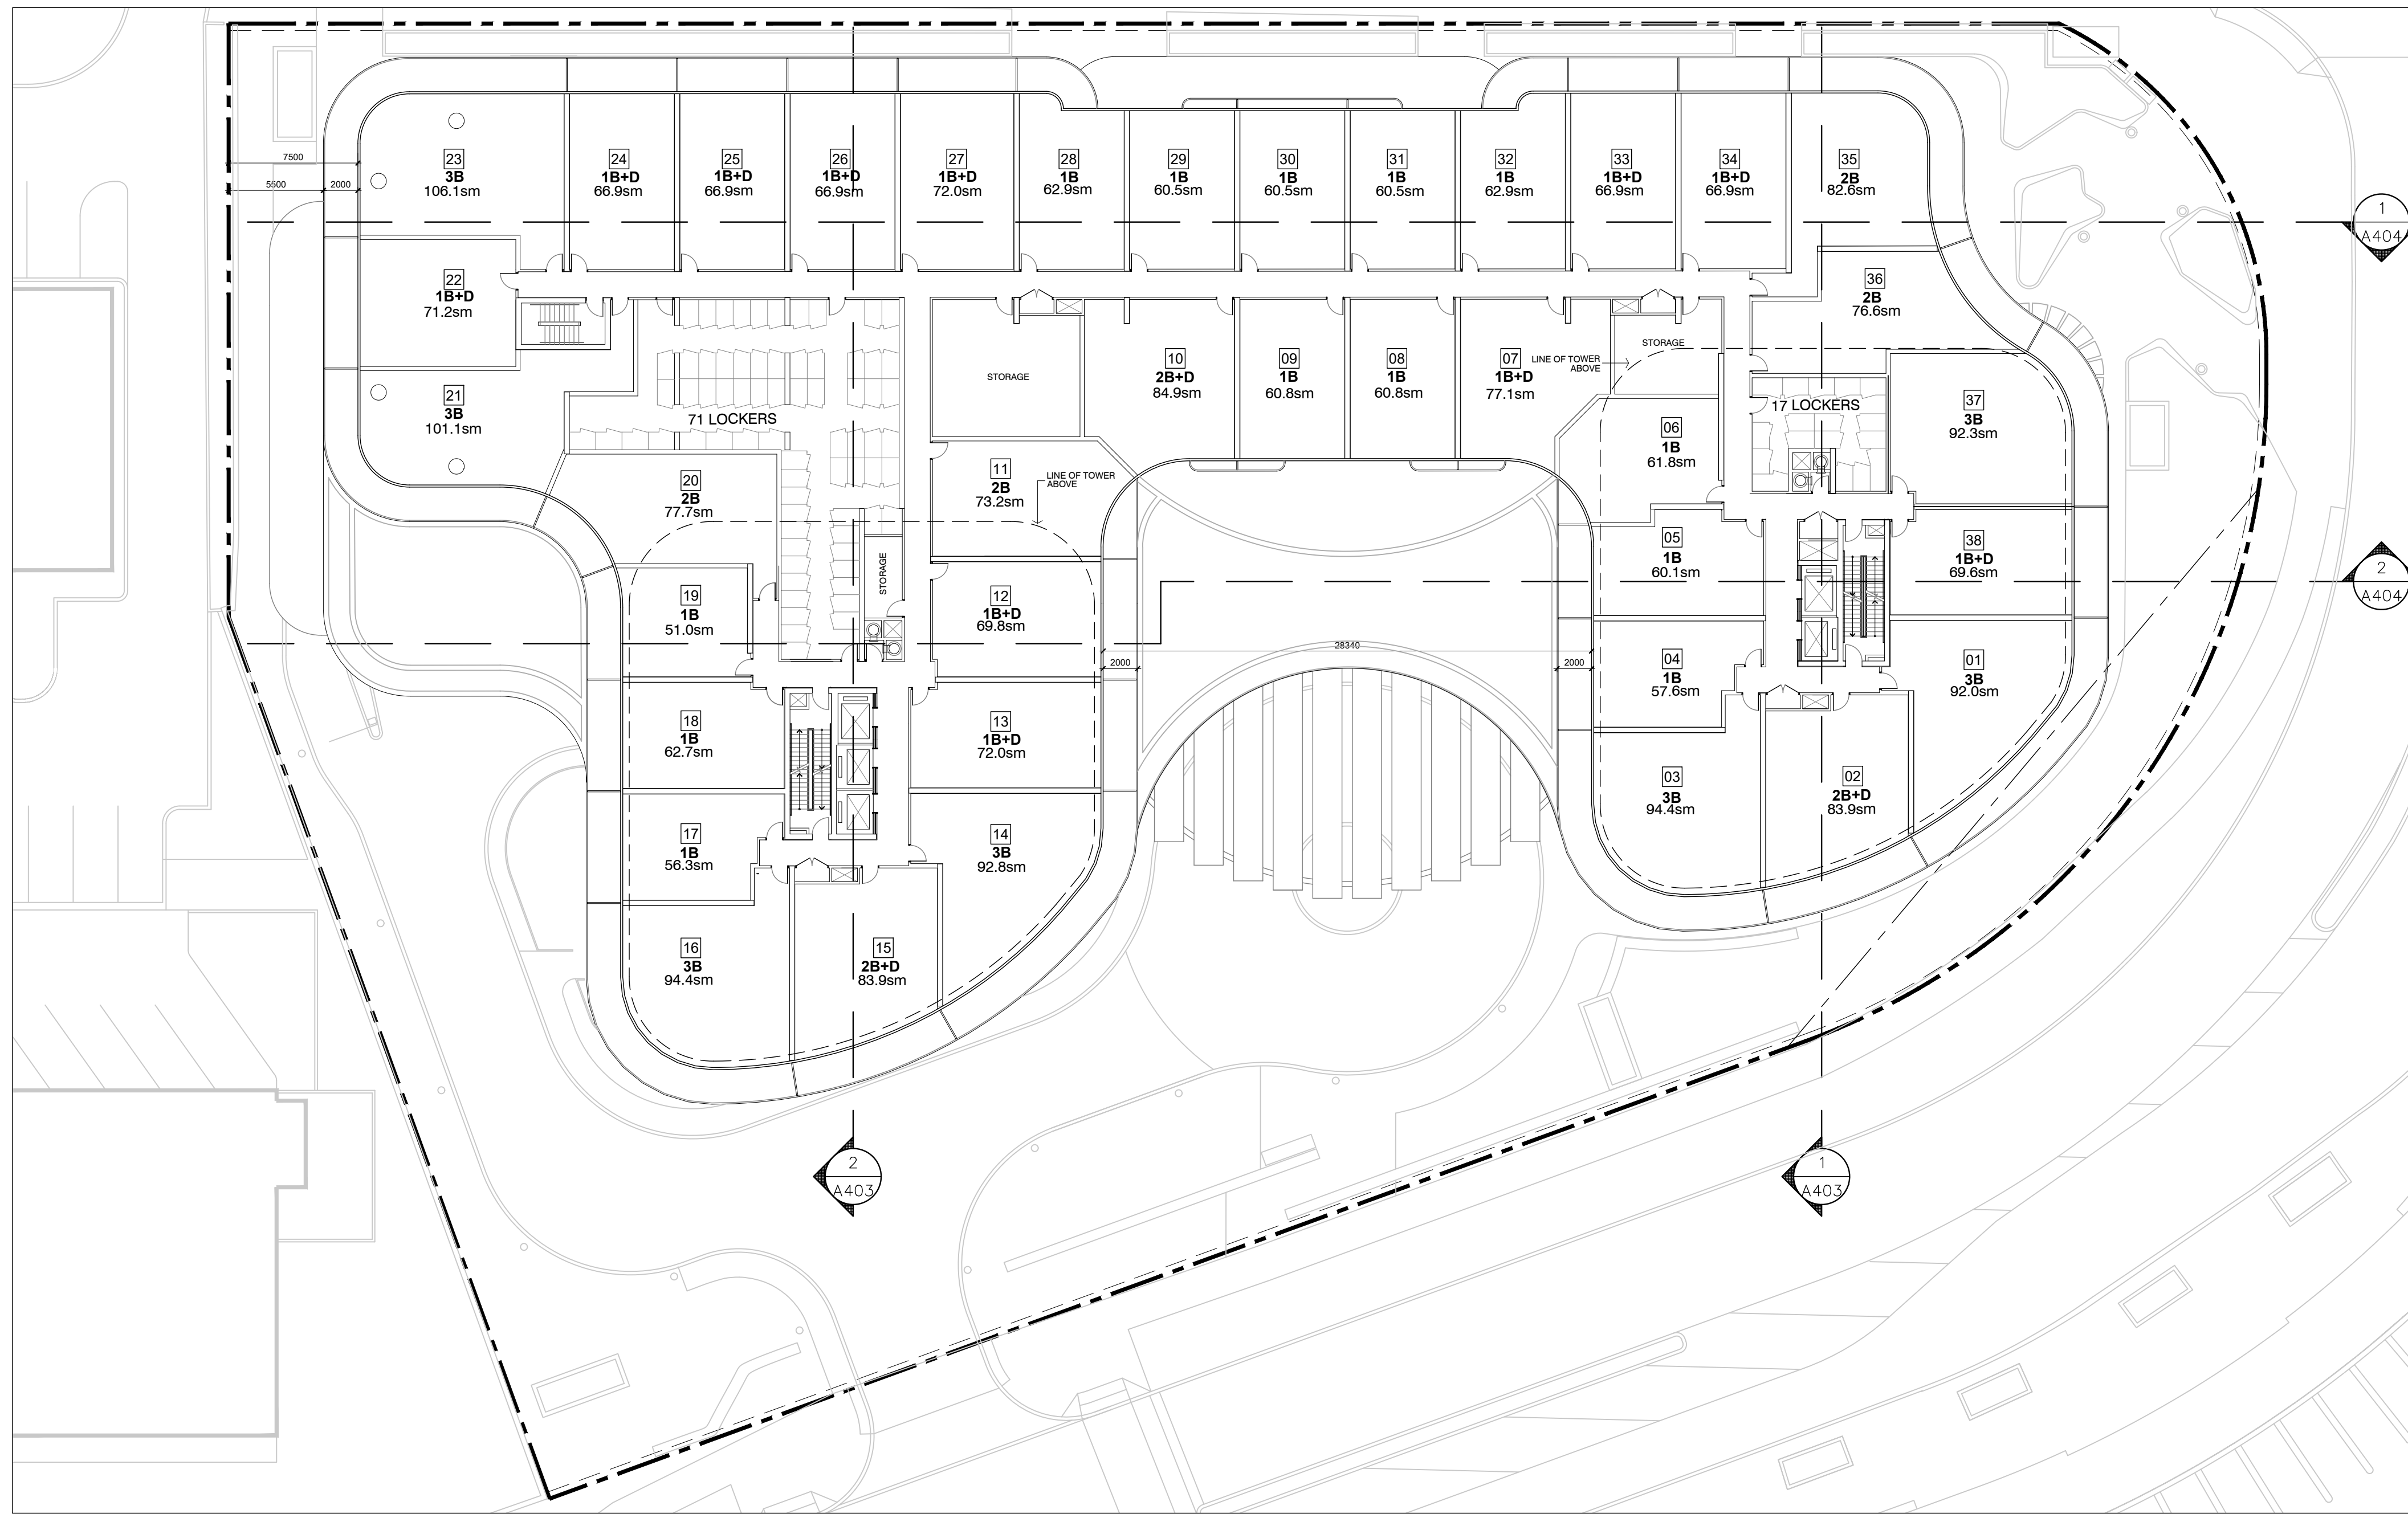 7500
5500
2000
23
3B
106.1sm
24
1B+D
66.9sm
25
1B+D
66.9sm
26
1B+D
66.9sm
27
1B+D
72.0sm
28
1B
62.9sm
29
1B
60.5sm
30
1B
60.5sm
31
1B
60.5sm
32
1B
62.9sm
33
1B+D
66.9sm
34
1B+D
66.9sm
35
2B
82.6sm
1
A404
22
1B+D
71.2sm
36
2B
76.6sm
21
3B
101.1sm
71 LOCKERS
STORAGE
10
2B+D
84.9sm
09
1B
60.8sm
08
1B
60.8sm
07
1B+D
77.1sm
LINE OF TOWER
ABOVE
STORAGE
17 LOCKERS
37
3B
92.3sm
06
1B
61.8sm
20
2B
77.7sm
11
2B
73.2sm
LINE OF TOWER
ABOVE
STORAGE
05
1B
60.1sm
38
1B+D
69.6sm
2
A404
19
1B
51.0sm
12
1B+D
69.8sm
28340
2000
2000
04
1B
57.6sm
01
3B
92.0sm
18
1B
62.7sm
13
1B+D
72.0sm
03
3B
94.4sm
02
2B+D
83.9sm
17
1B
56.3sm
14
3B
92.8sm
16
3B
94.4sm
15
2B+D
83.9sm
2
A403
1
A403